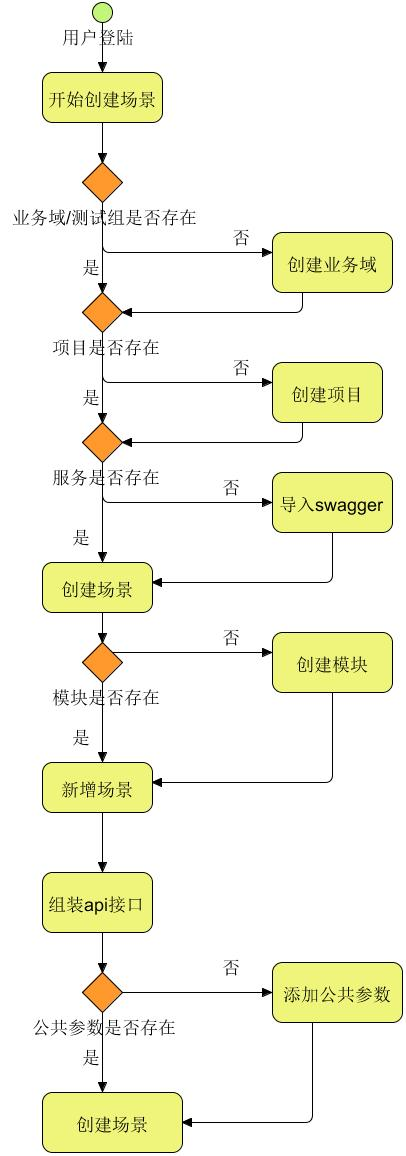 用户登陆
开始创建场景
业务域/测试组是否存在
否
创建业务域
是
项目是否存在
否
创建项目
是
服务是否存在
否
导入swagger
是
创建场景
否
创建模块
模块是否存在
是
新增场景
组装api接口
否
添加公共参数
公共参数是否存在
是
创建场景